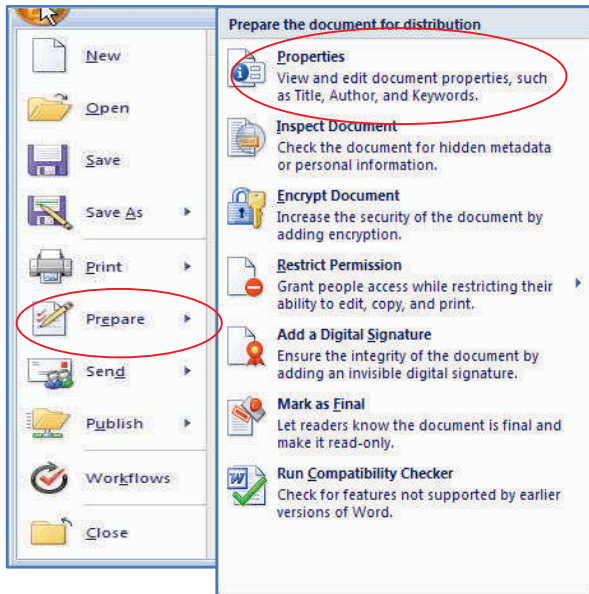 New
Open
Save
Save As
Print
Prepare
Send
Publish
Workflows
Close
Prepare the document for distribution
Properties
View and edit document properties, such
as Title, Author, and Keywords.
Inspect Document
Check the document for hidden metadata
or personal information.
Encrypt Document
Increase the security of the document by
adding encryption.
Restrict Permission
Grant people access while restricting their
ability to edit, copy, and print.
Add a Digital Signature
Ensure the integrity of the document by
adding an invisible digital signature.
Mark as Final
Let readers know the document is final and
make it read-only.
Run Compatibility Checker
Check for features not supported by earlier
versions of Word.